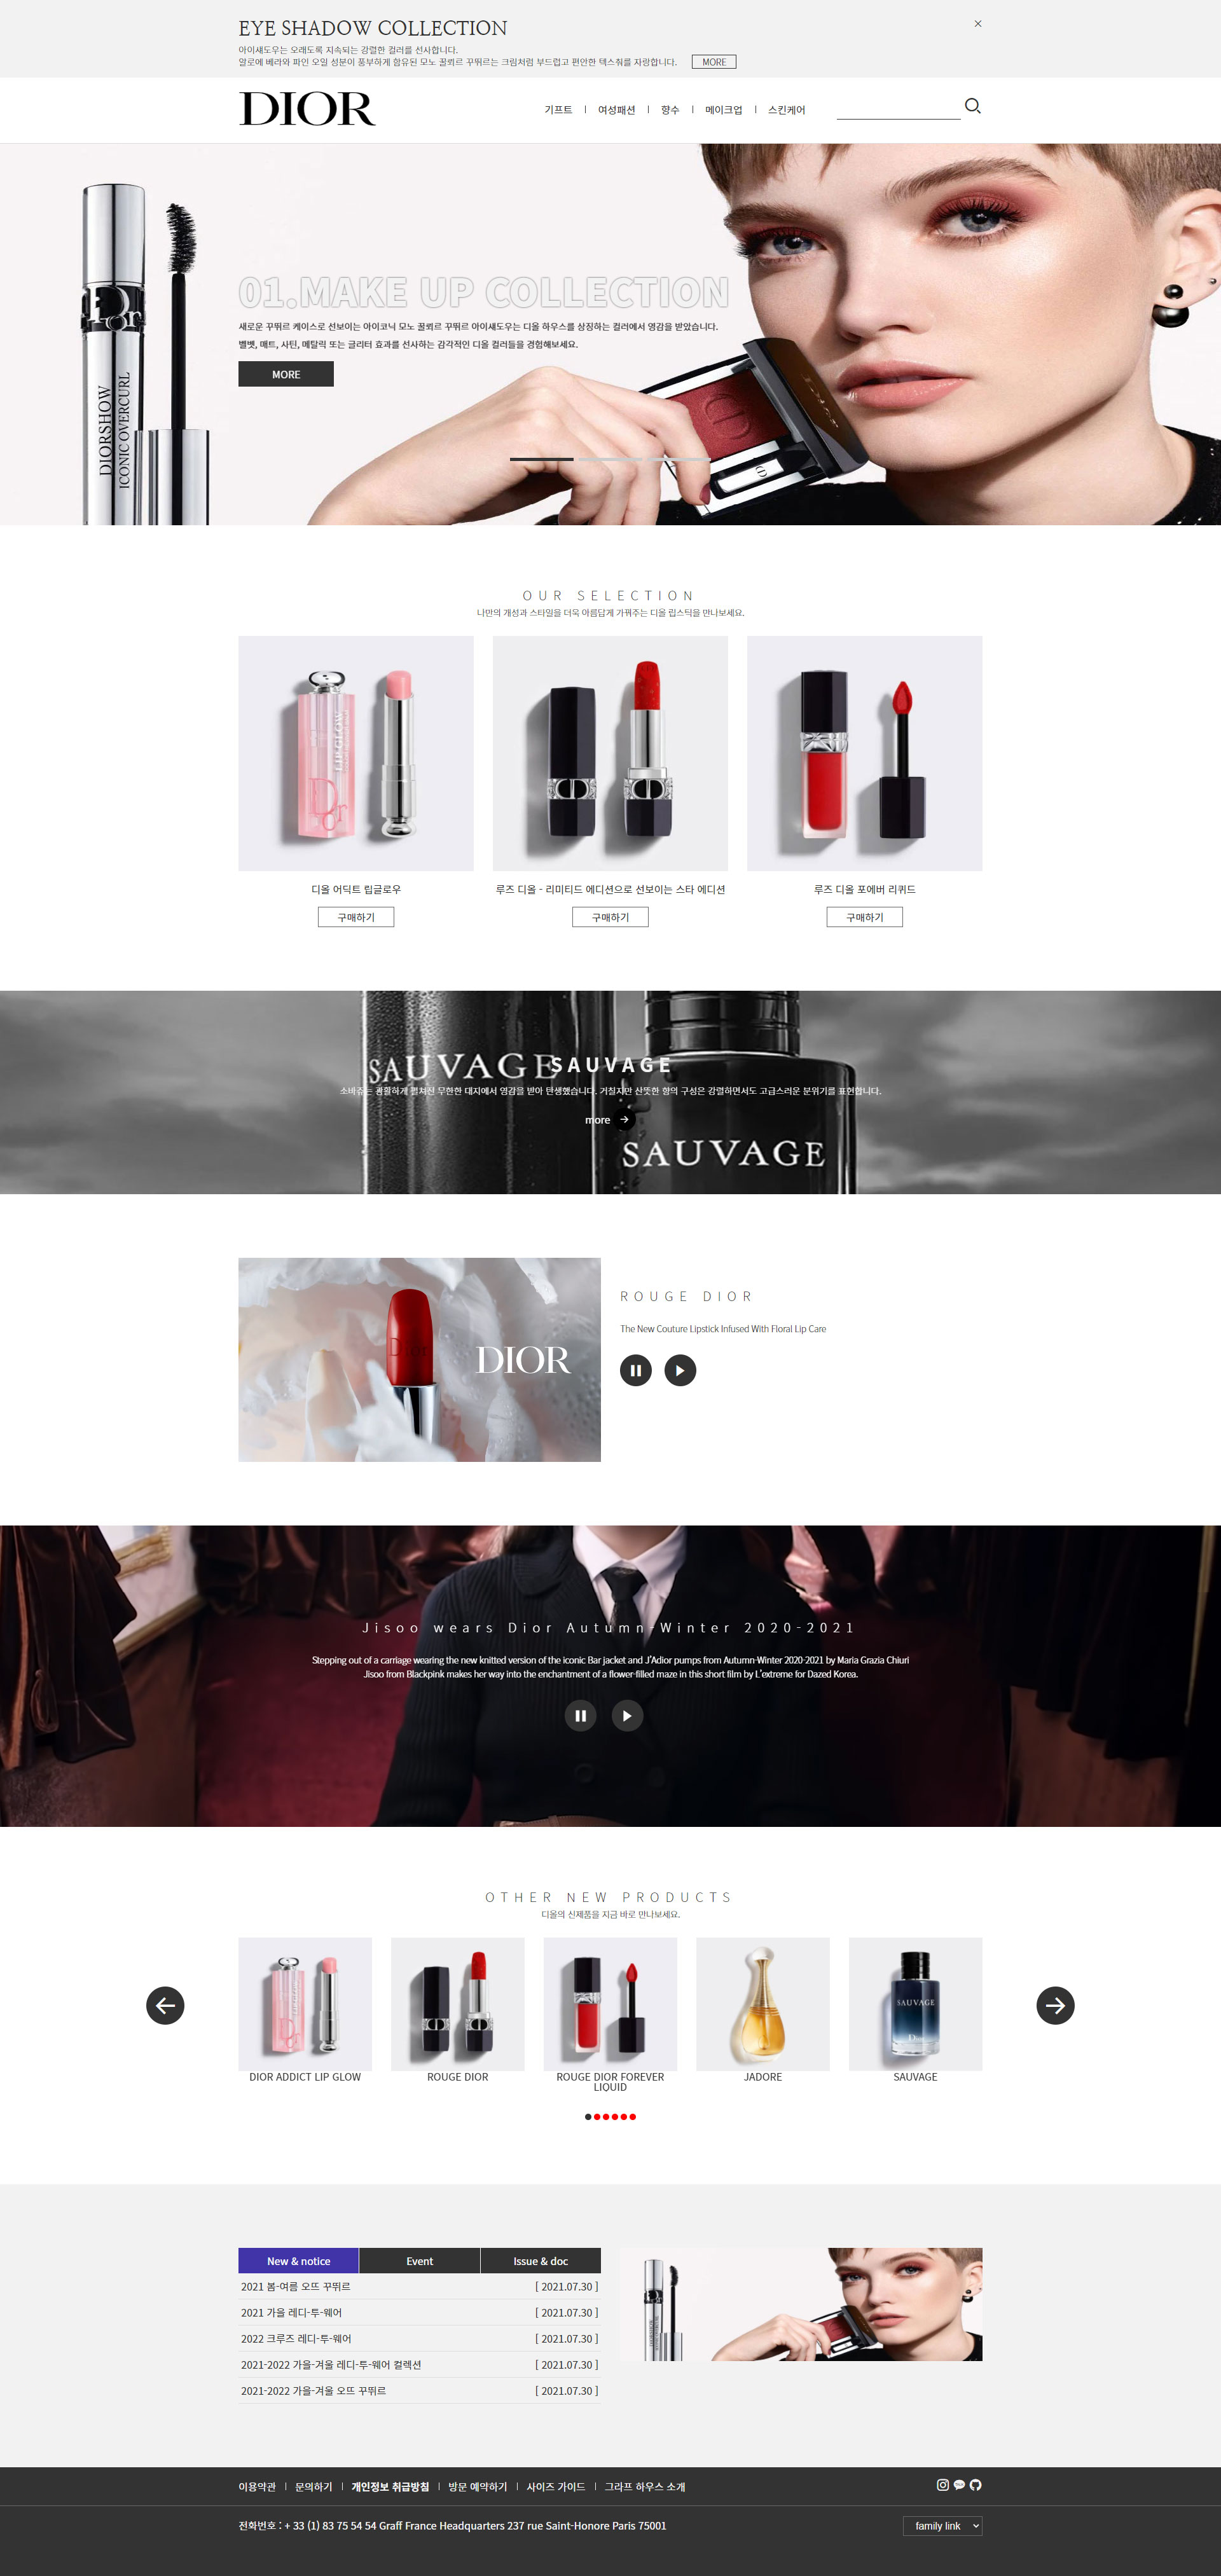 EYE SHADOW COLLECTION
아이섀도우는 오래도록 지속되는 강렬한 컬러를 선사합니다.
알로에 베라와 파인 오일 성분이 풍부하게 함유된 모노 꿀뢰르 꾸뛰르는 크림처럼 부드럽고 편안한 텍스춰를 자랑합니다.
MORE
DIOR
기프트
여성패션
향수
메이크업
스킨케어
Dior
DIORSHOW
ICONIC OVERCURL
01.MAKE UP COLLECTION
새로운 꾸뛰르 케이스로 선보이는 아이코닉 모노 꿀뢰르 꾸뛰르 아이섀도우는 디올 하우스를 상징하는 컬러에서 영감을 받았습니다.
벨벳, 매트, 사틴, 메탈릭 또는 글리터 효과를 선사하는 감각적인 디올 컬러들을 경험해보세요.
MORE
OUR SELECTION
나만의 개성과 스타일을 더욱 아름답게 가꿔주는 디올 립스틱을 만나보세요.
디올 어딕트 립글로우
구매하기
루즈 디올 - 리미티드 에디션으로 선보이는 스타 에디션
구매하기
루즈 디올 포에버 리퀴드
구매하기
SAUVAGE
SAUVAGE
소바쥬는 광활하게 펼쳐진 무한한 대지에서 영감을 받아 탄생했습니다. 거칠지만 산뜻한 향의 구성은 강렬하면서도 고급스러운 분위기를 표현합니다.
more
SAUVAGE
DIOR
ROUGE DIOR
The New Couture Lipstick Infused With Floral Lip Care
Jisoo wears Dior Autumn-Winter 2020-2021
Stepping out of a carriage wearing the new knitted version of the iconic Bar jacket and J'Adior pumps from Autumn-Winter 2020-2021 by Maria Grazia Chiuri
Jisoo from Blackpink makes her way into the enchantment of a flower-filled maze in this short film by L'extreme for Dazed Korea.
OTHER NEW PRODUCTS
디올의 신제품을 지금 바로 만나보세요.
SAUVAGE
Dior
DIOR ADDICT LIP GLOW
ROUGE DIOR
ROUGE DIOR FOREVER
LIQUID
JADORE
SAUVAGE
New & notice
Event
Issue & doc
2021 봄-여름 오뜨 꾸뛰르 [ 2021.07.30 ]
2021 가을 레디-투-웨어 [ 2021.07.30 ]
2022 크루즈 레디-투-웨어 [ 2021.07.30 ]
2021-2022 가을-겨울 레디-투-웨어 컬렉션 [ 2021.07.30 ]
2021-2022 가을-겨울 오뜨 꾸뛰르 [ 2021.07.30 ]
이용약관
문의하기
개인정보 취급방침
방문 예약하기
사이즈 가이드
그라프 하우스 소개
전화번호 : + 33 (1) 83 75 54 54 Graff France Headquarters 237 rue Saint-Honore Paris 75001
family link